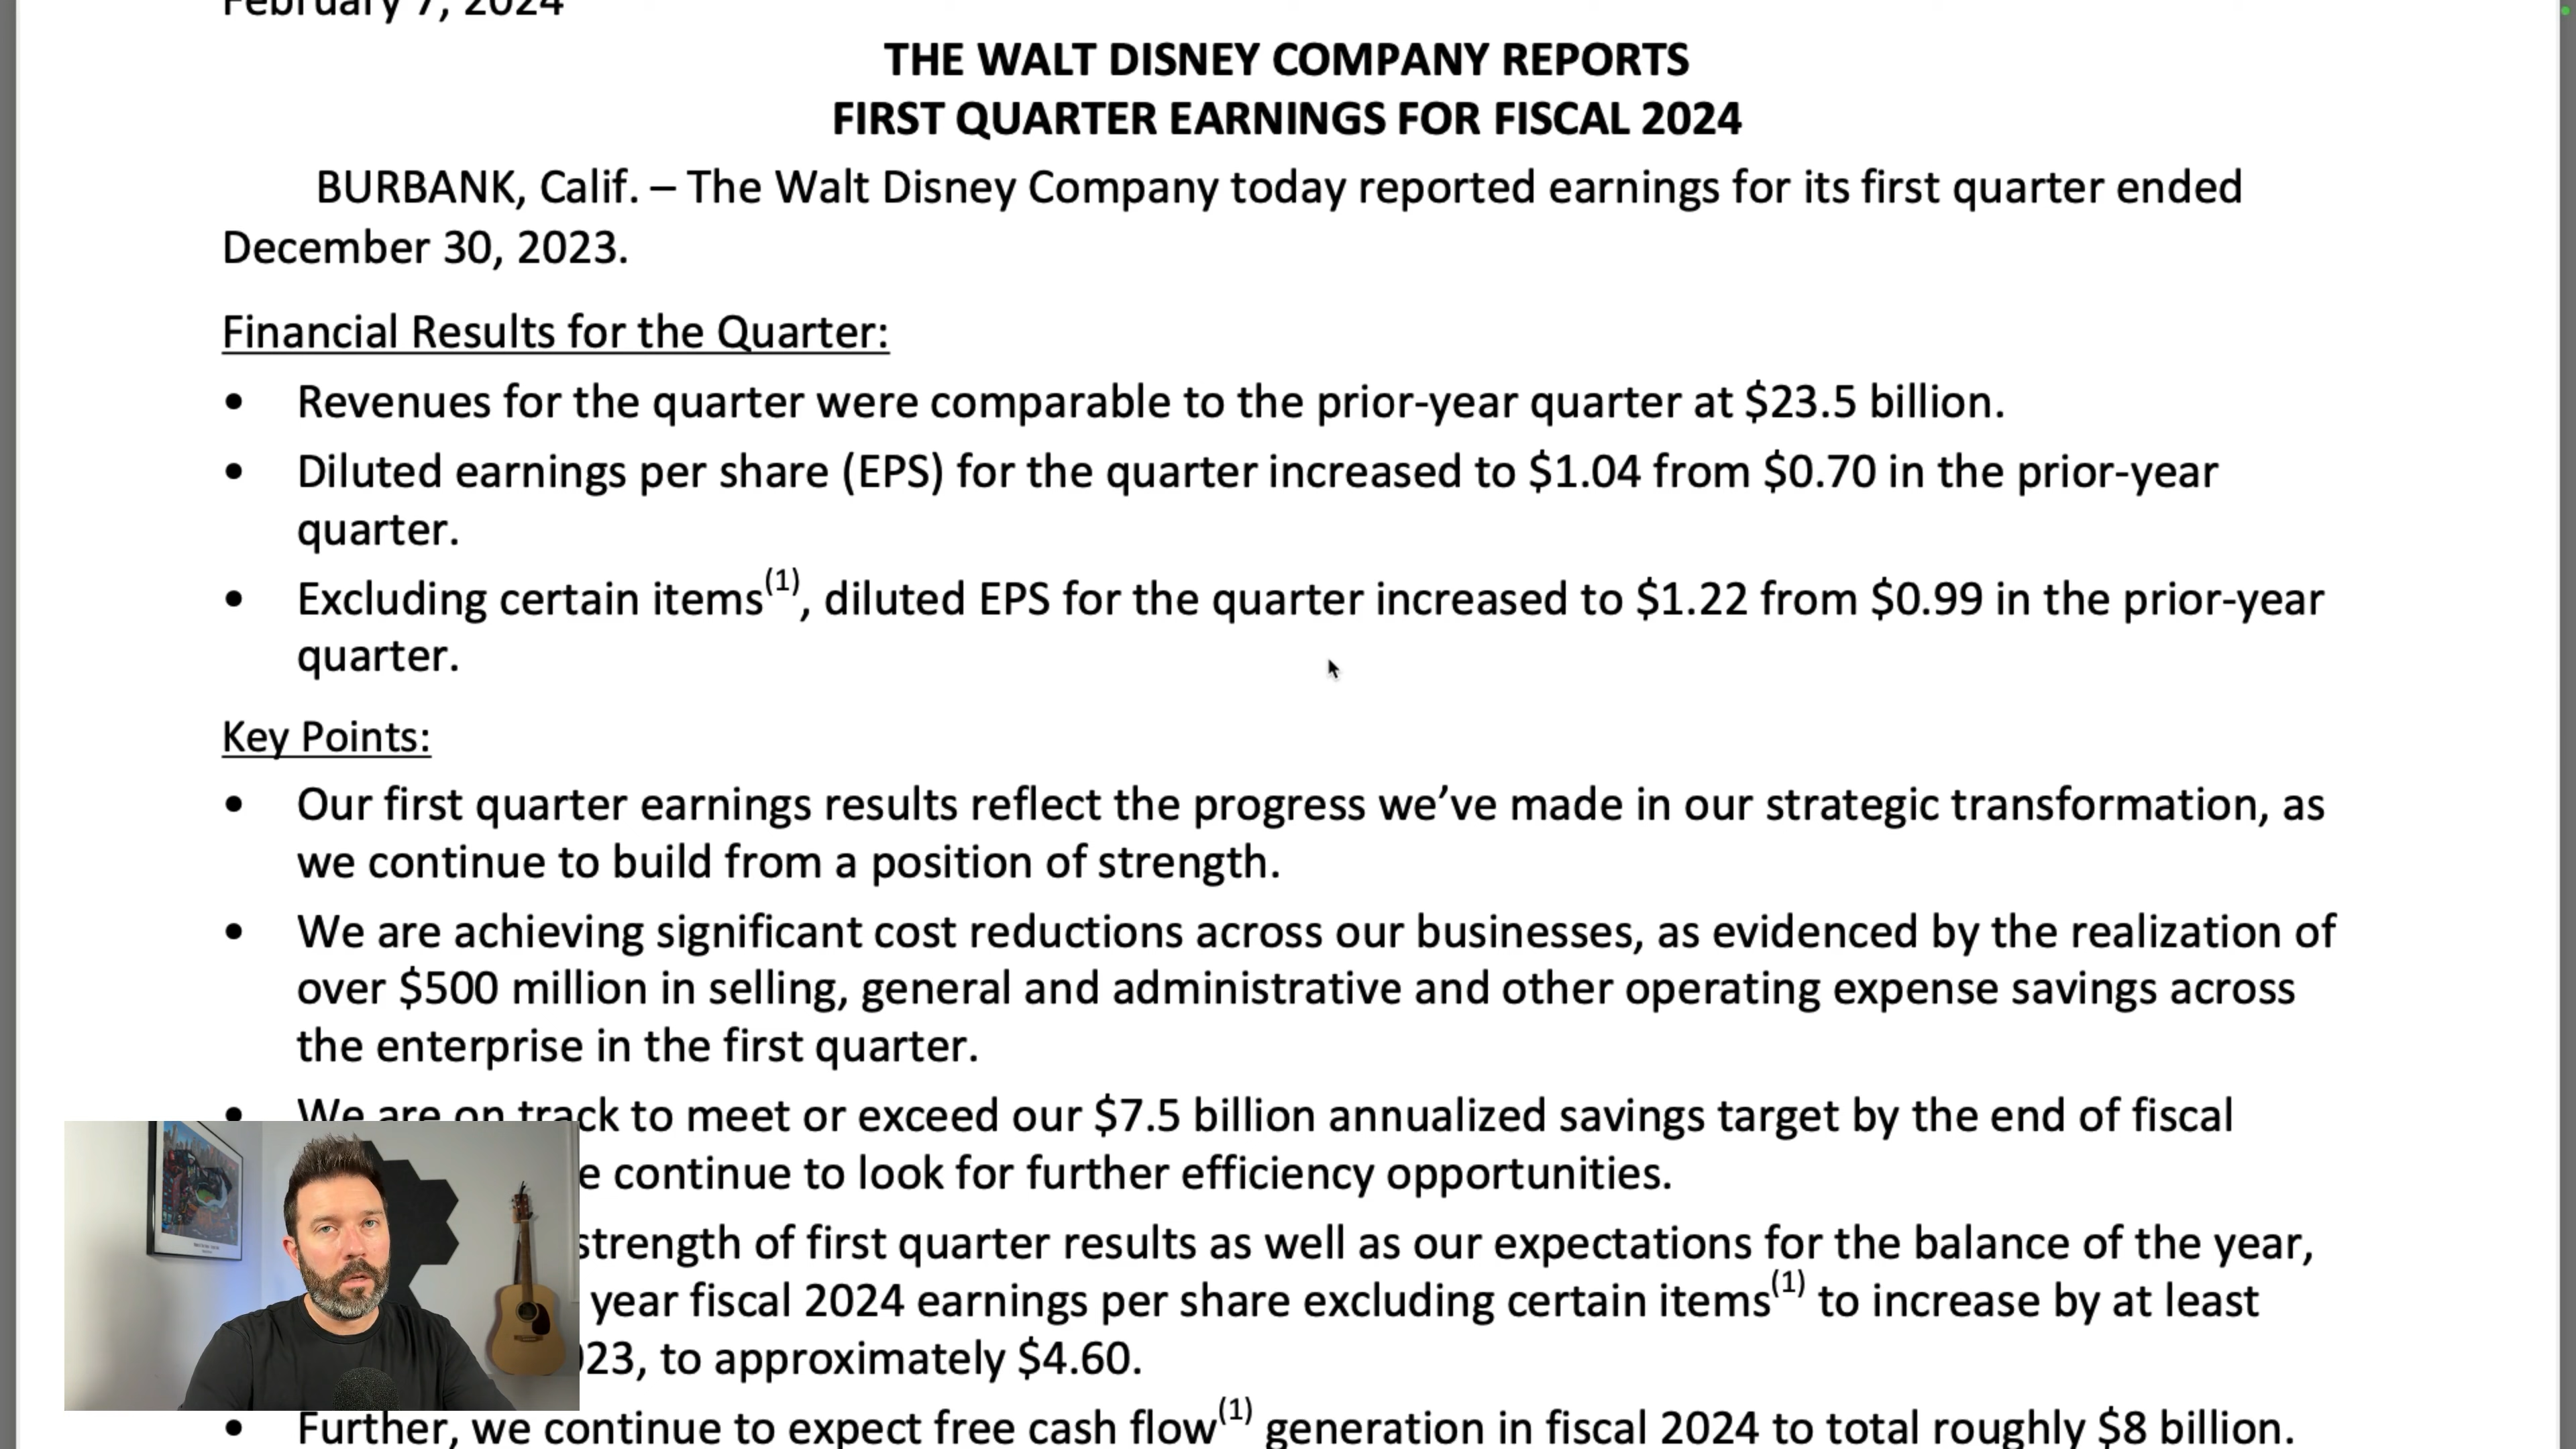 February 7, 2024
THE WALT DISNEY COMPANY REPORTS
FIRST QUARTER EARNINGS FOR FISCAL 2024
BURBANK, Calif. – The Walt Disney Company today reported earnings for its first quarter ended
December 30, 2023.
Financial Results for the Quarter:
• Revenues for the quarter were comparable to the prior-year quarter at $23.5 billion.
• Diluted earnings per share (EPS) for the quarter increased to $1.04 from $0.70 in the prior-year
quarter.
• Excluding certain items(1), diluted EPS for the quarter increased to $1.22 from $0.99 in the prior-year
quarter.
Key Points:
• Our first quarter earnings results reflect the progress we’ve made in our strategic transformation, as
we continue to build from a position of strength.
• We are achieving significant cost reductions across our businesses, as evidenced by the realization of
over $500 million in selling, general and administrative and other operating expense savings across
the enterprise in the first quarter.
• We are on track to meet or exceed our $7.5 billion annualized savings target by the end of fiscal
continue to look for further efficiency opportunities.
strength of first quarter results as well as our expectations for the balance of the year,
year fiscal 2024 earnings per share excluding certain items(1) to increase by at least
23, to approximately $4.60.
• Further, we continue to expect free cash flow(1) generation in fiscal 2024 to total roughly $8 billion.